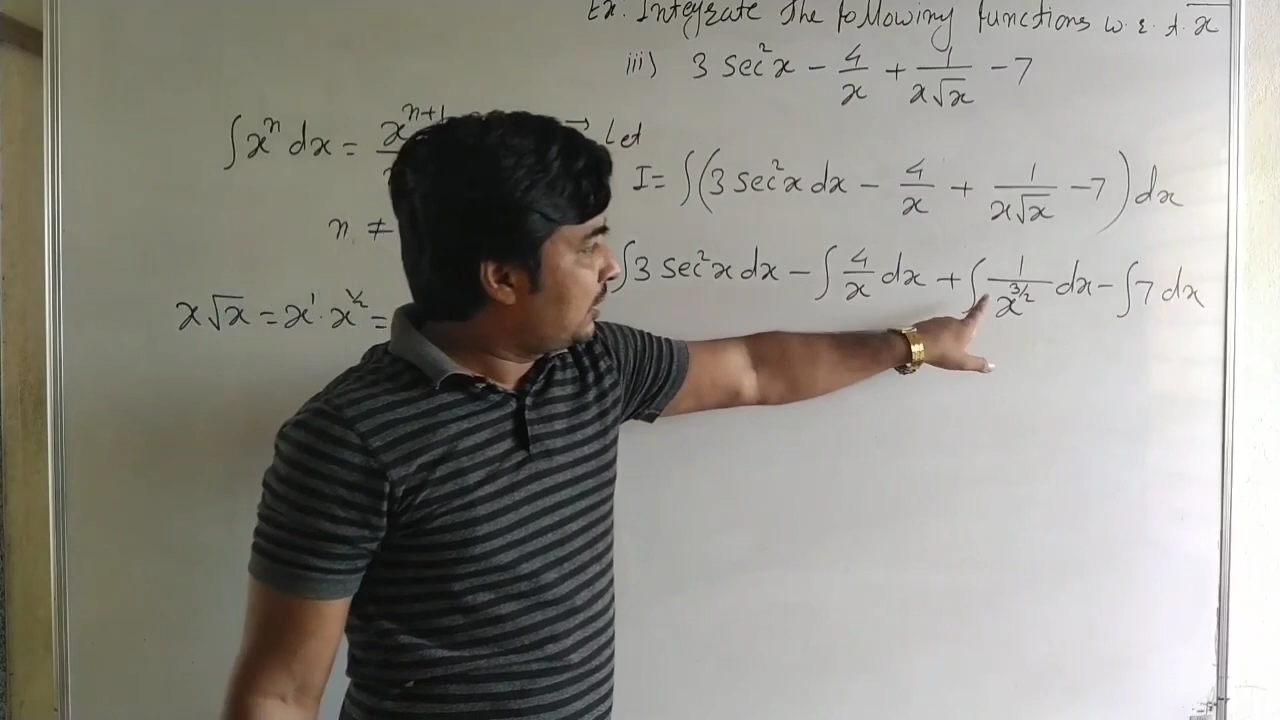 Ex. Integrate the following functions w.r.t. x
iii) 3 sec²x - 4/x + 1/(x√x) - 7
∫xⁿ dx = xⁿ⁺¹
→ Let
I = ∫(3 sec²x dx - 4/x + 1/(x√x) - 7) dx
n ≠
∫3 sec²x dx - ∫4/x dx + ∫1/x^(3/2) dx - ∫7 dx
x√x = x¹ · x^(1/2) =